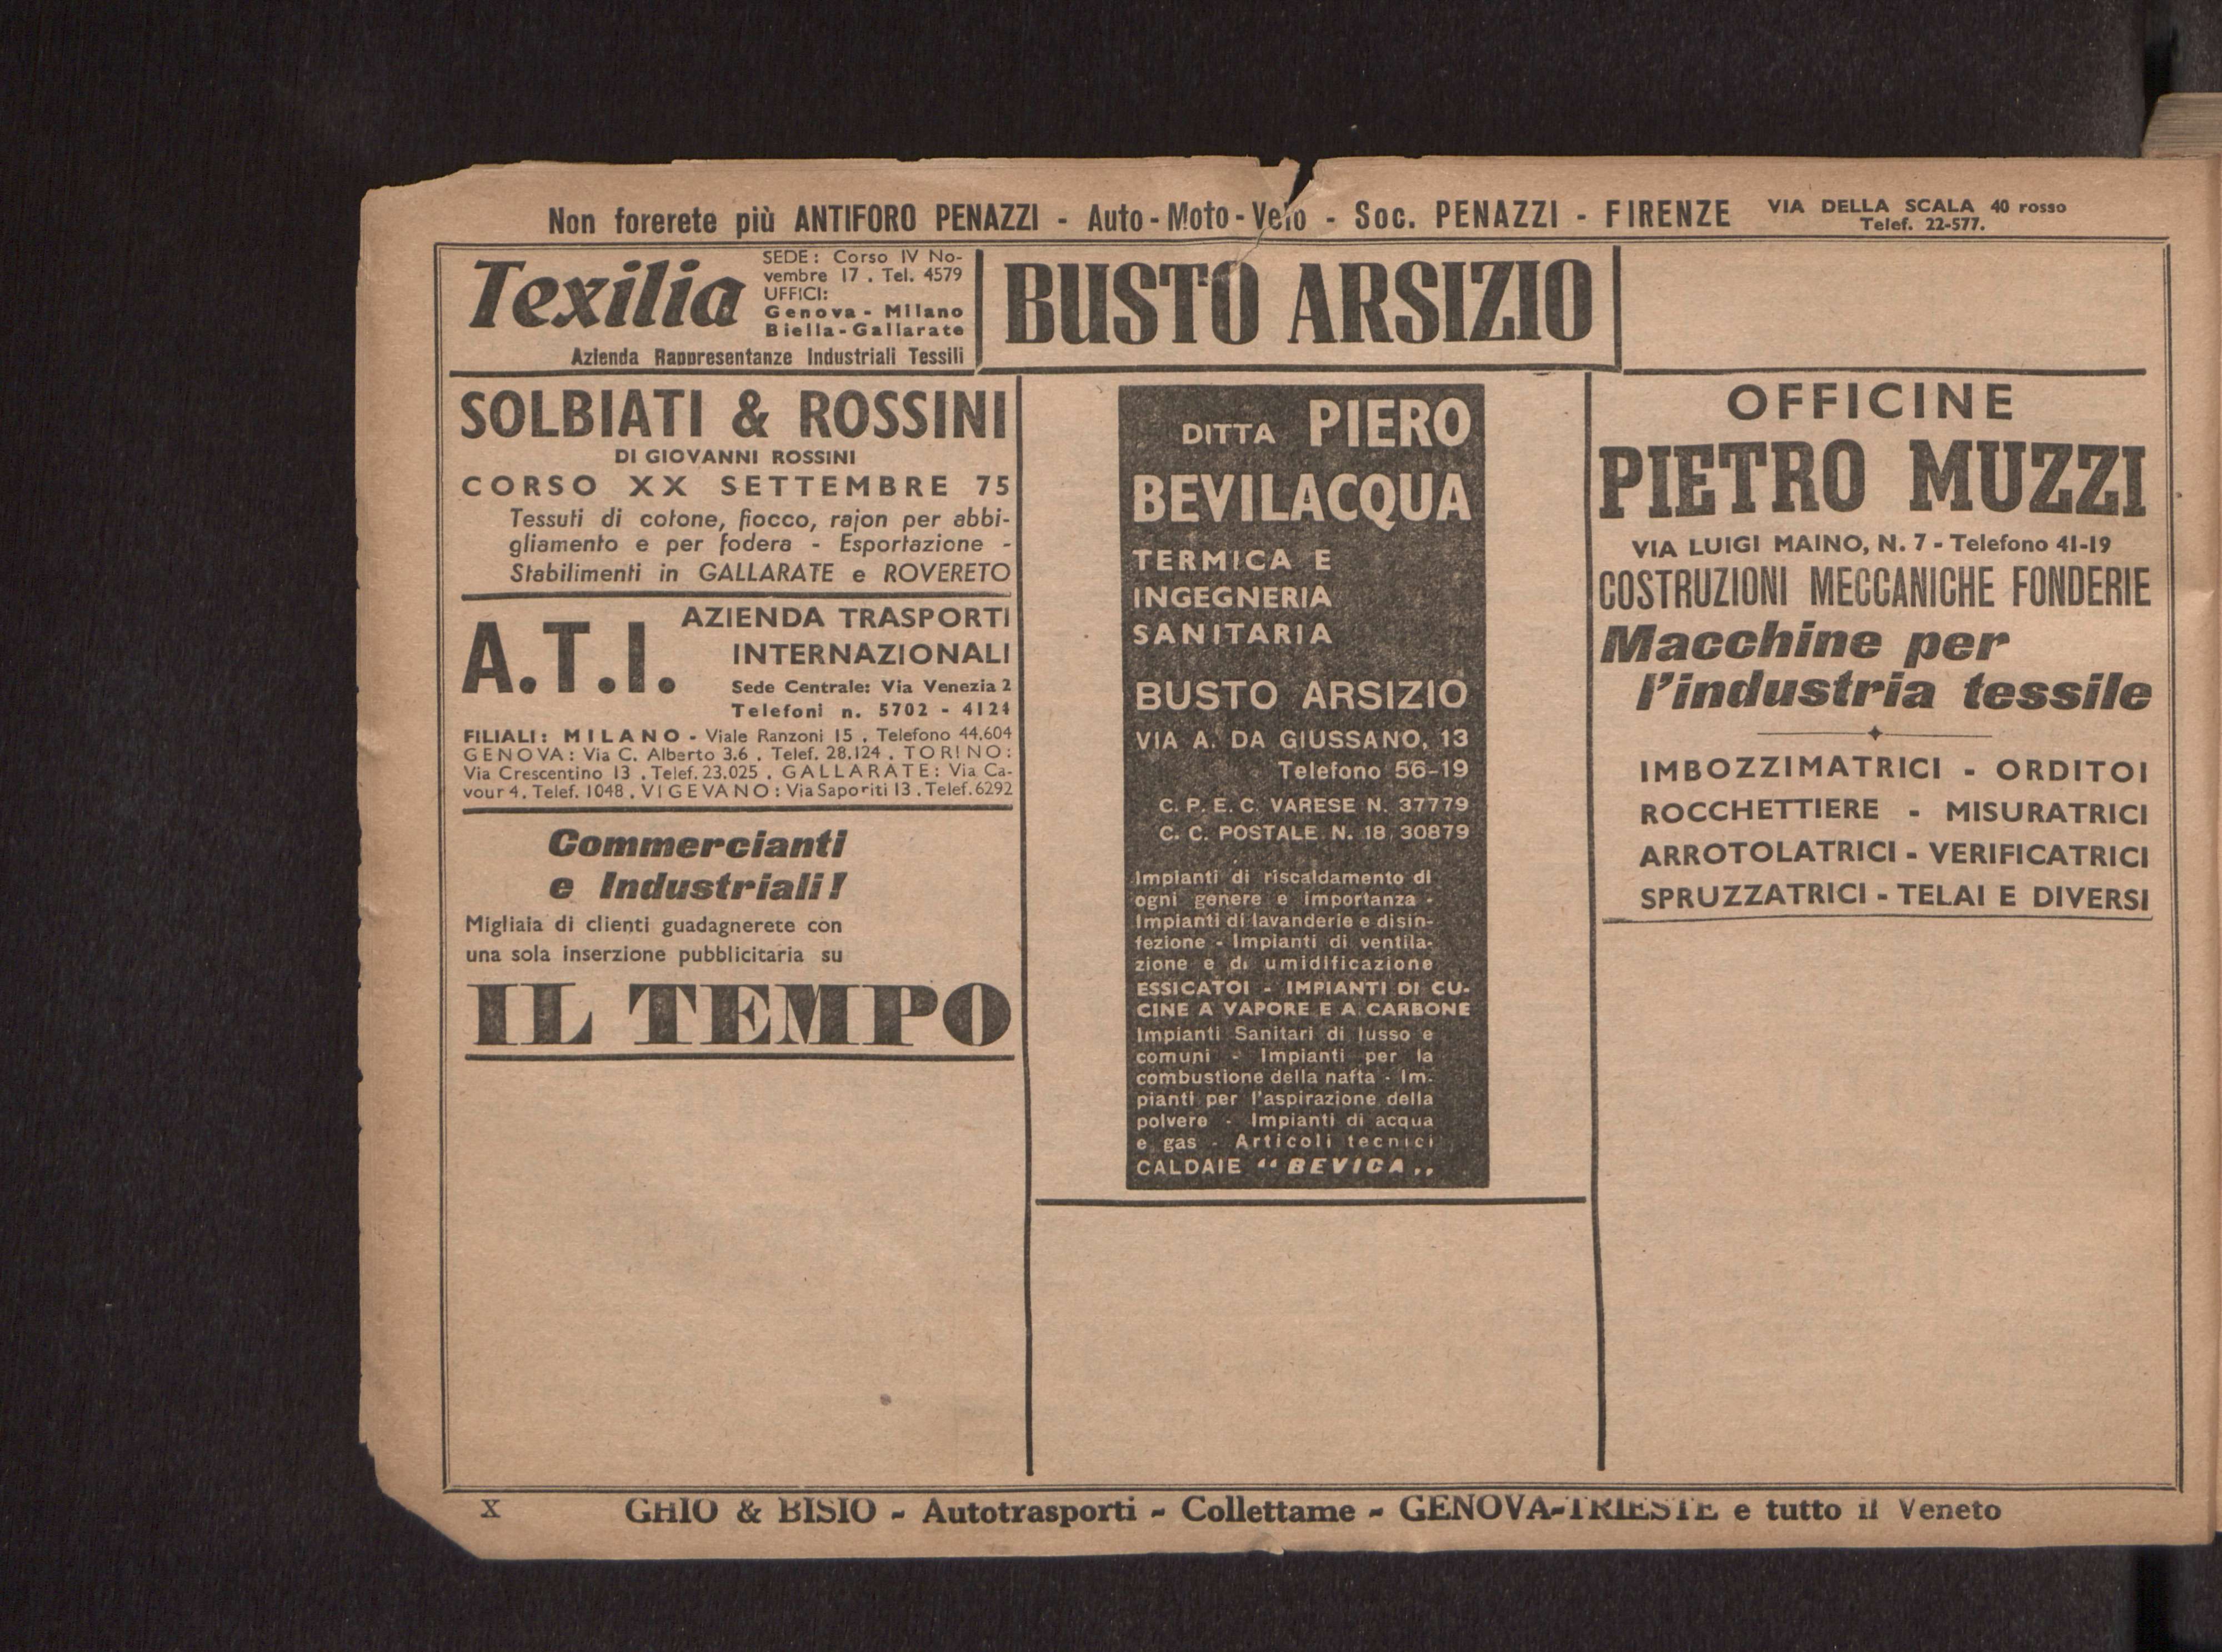 Non forerete più ANTIFORO PENAZZI - Auto - Moto - Velo - Soc. PENAZZI - FIRENZE VIA DELLA SCALA 40 rosso
Telef. 22-577.
Texilia
SEDE: Corso IV No-
vembre 17 . Tel. 4579
UFFICI:
Genova - Milano
Biella - Gallarate
Azienda Rappresentanze Industriali Tessili
BUSTO ARSIZIO
SOLBIATI & ROSSINI
DI GIOVANNI ROSSINI
CORSO XX SETTEMBRE 75
Tessuti di cotone, fiocco, rajon per abbi-
gliamento e per fodera - Esportazione -
Stabilimenti in GALLARATE e ROVERETO
A.T.I.
AZIENDA TRASPORTI
INTERNAZIONALI
Sede Centrale: Via Venezia 2
Telefoni n. 5702 - 4124
FILIALI: MILANO - Viale Ranzoni 15 . Telefono 44.604
GENOVA: Via C. Alberto 3.6 . Telef. 28.124 . TORINO:
Via Crescentino 13 . Telef. 23.025 . GALLARATE: Via Ca-
vour 4. Telef. 1048 . VIGEVANO: Via Saporiti 13 . Telef. 6292
Commercianti
e Industriali!
Migliaia di clienti guadagnerete con
una sola inserzione pubblicitaria su
IL TEMPO
DITTA PIERO
BEVILACQUA
TERMICA E
INGEGNERIA
SANITARIA
BUSTO ARSIZIO
VIA A. DA GIUSSANO, 13
Telefono 56-19
C. P. E. C. VARESE N. 37779
C. C. POSTALE N. 18 30879
Impianti di riscaldamento di
ogni genere e importanza -
Impianti di lavanderie e disin-
fezione - Impianti di ventila-
zione e di umidificazione
ESSICATOI - IMPIANTI DI CU-
CINE A VAPORE E A CARBONE
Impianti Sanitari di lusso e
comuni - Impianti per la
combustione della nafta - Im-
pianti per l'aspirazione della
polvere - Impianti di acqua
e gas - Articoli tecnici
CALDAIE “BEVICA„
OFFICINE
PIETRO MUZZI
VIA LUIGI MAINO, N. 7 - Telefono 41-19
COSTRUZIONI MECCANICHE FONDERIE
Macchine per
l'industria tessile
IMBOZZIMATRICI - ORDITOI
ROCCHETTIERE - MISURATRICI
ARROTOLATRICI - VERIFICATRICI
SPRUZZATRICI - TELAI E DIVERSI
X GHIO & BISIO - Autotrasporti - Collettame - GENOVA-TRIESTE e tutto il Veneto